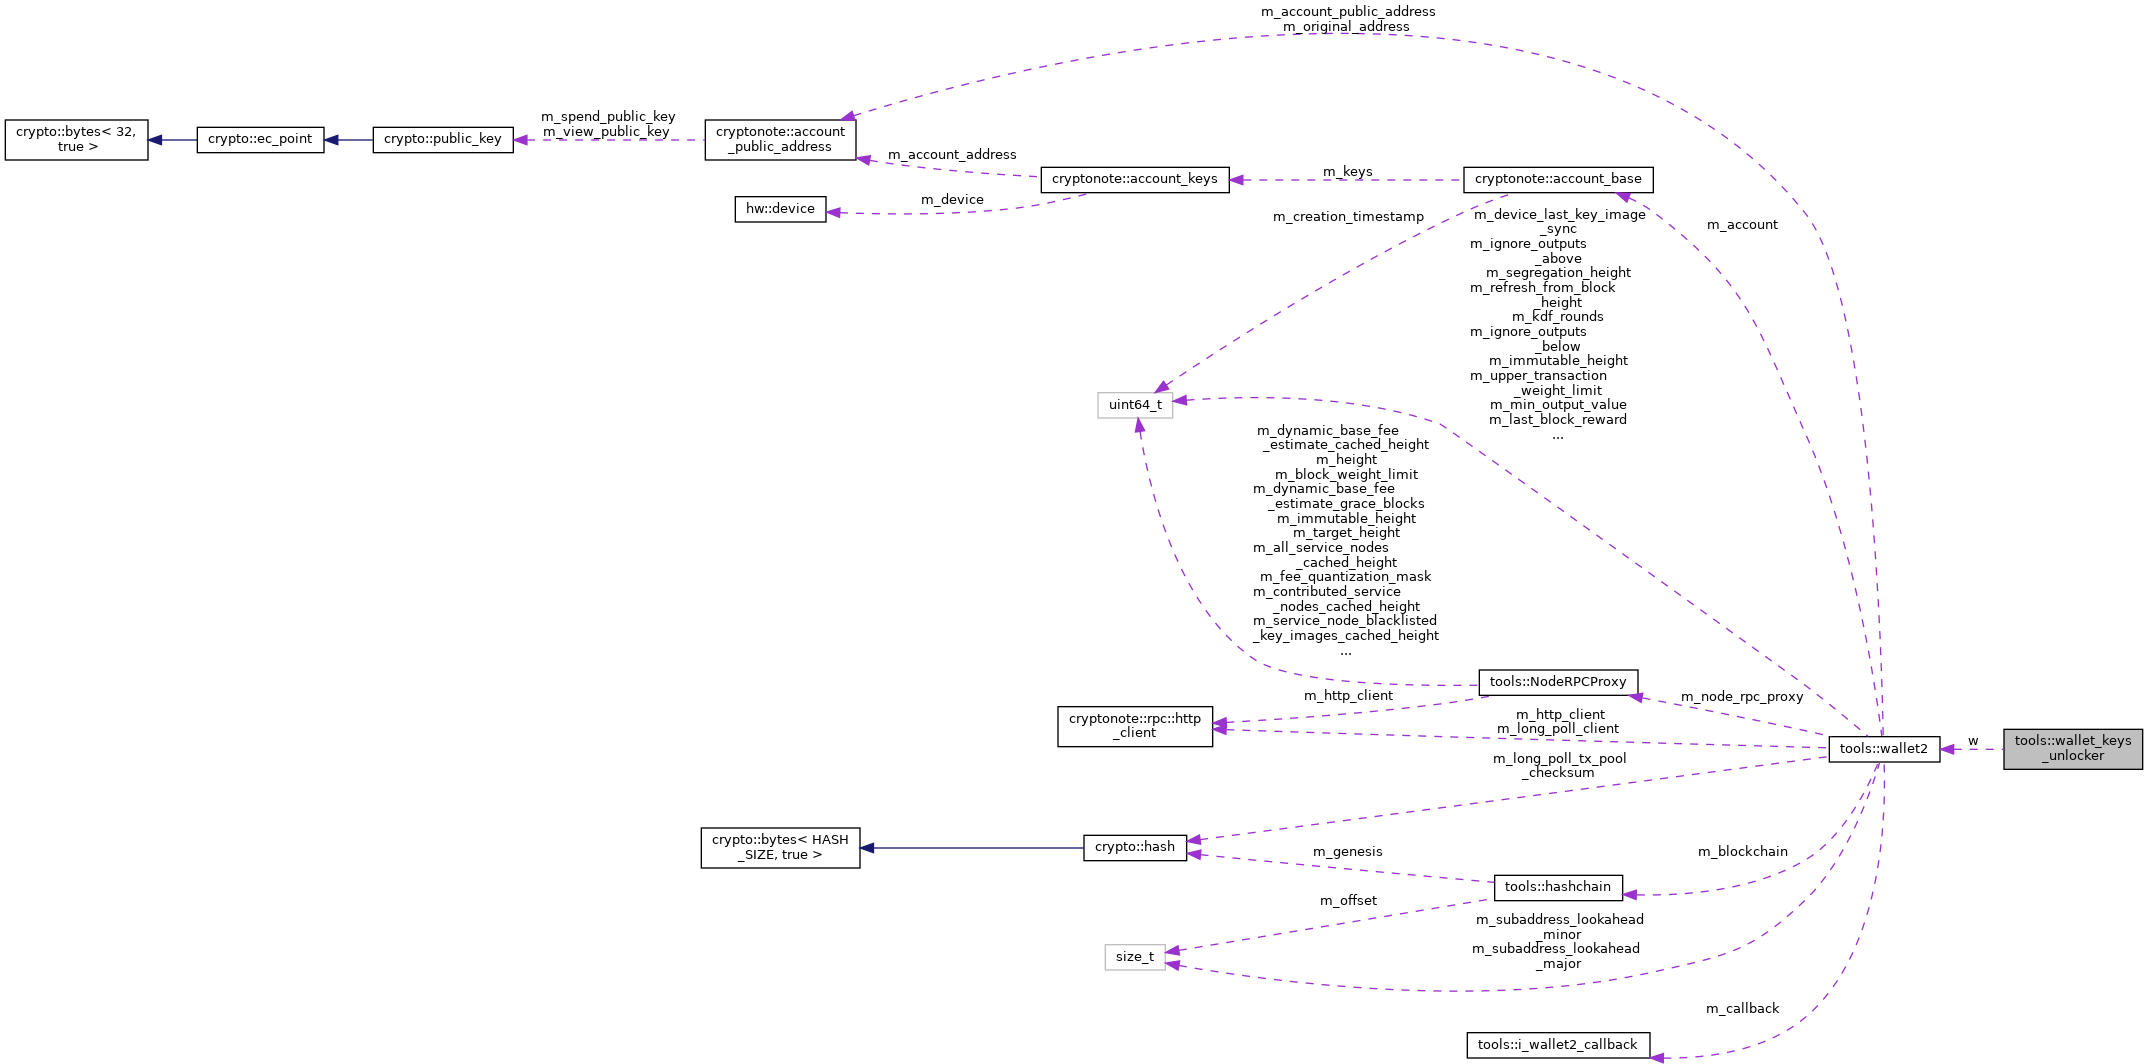 m_account_public_address
m_original_address
crypto::bytes< 32,
true >
crypto::ec_point
crypto::public_key
m_spend_public_key
m_view_public_key
cryptonote::account
_public_address
m_account_address
cryptonote::account_keys
m_keys
cryptonote::account_base
hw::device
m_device
m_creation_timestamp
m_account
m_device_last_key_image
_sync
m_ignore_outputs
_above
m_segregation_height
m_refresh_from_block
_height
m_kdf_rounds
m_ignore_outputs
_below
m_immutable_height
m_upper_transaction
_weight_limit
m_min_output_value
m_last_block_reward
...
uint64_t
m_dynamic_base_fee
_estimate_cached_height
m_height
m_block_weight_limit
m_dynamic_base_fee
_estimate_grace_blocks
m_immutable_height
m_target_height
m_all_service_nodes
_cached_height
m_fee_quantization_mask
m_contributed_service
_nodes_cached_height
m_service_node_blacklisted
_key_images_cached_height
...
tools::NodeRPCProxy
m_node_rpc_proxy
m_http_client
cryptonote::rpc::http
_client
m_http_client
m_long_poll_client
tools::wallet2
w
tools::wallet_keys
_unlocker
m_long_poll_tx_pool
_checksum
crypto::bytes< HASH
_SIZE, true >
crypto::hash
m_genesis
m_blockchain
tools::hashchain
m_offset
m_subaddress_lookahead
_minor
m_subaddress_lookahead
_major
size_t
m_callback
tools::i_wallet2_callback